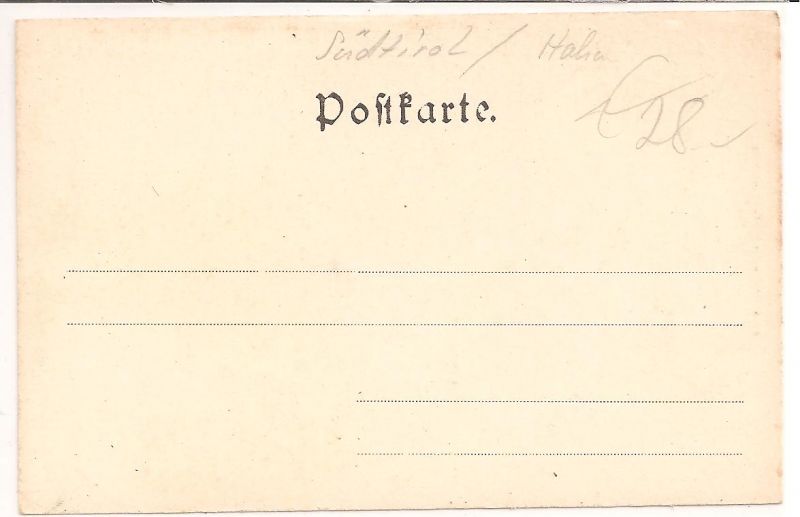 Südtirol / Italien
Postkarte.
28.-